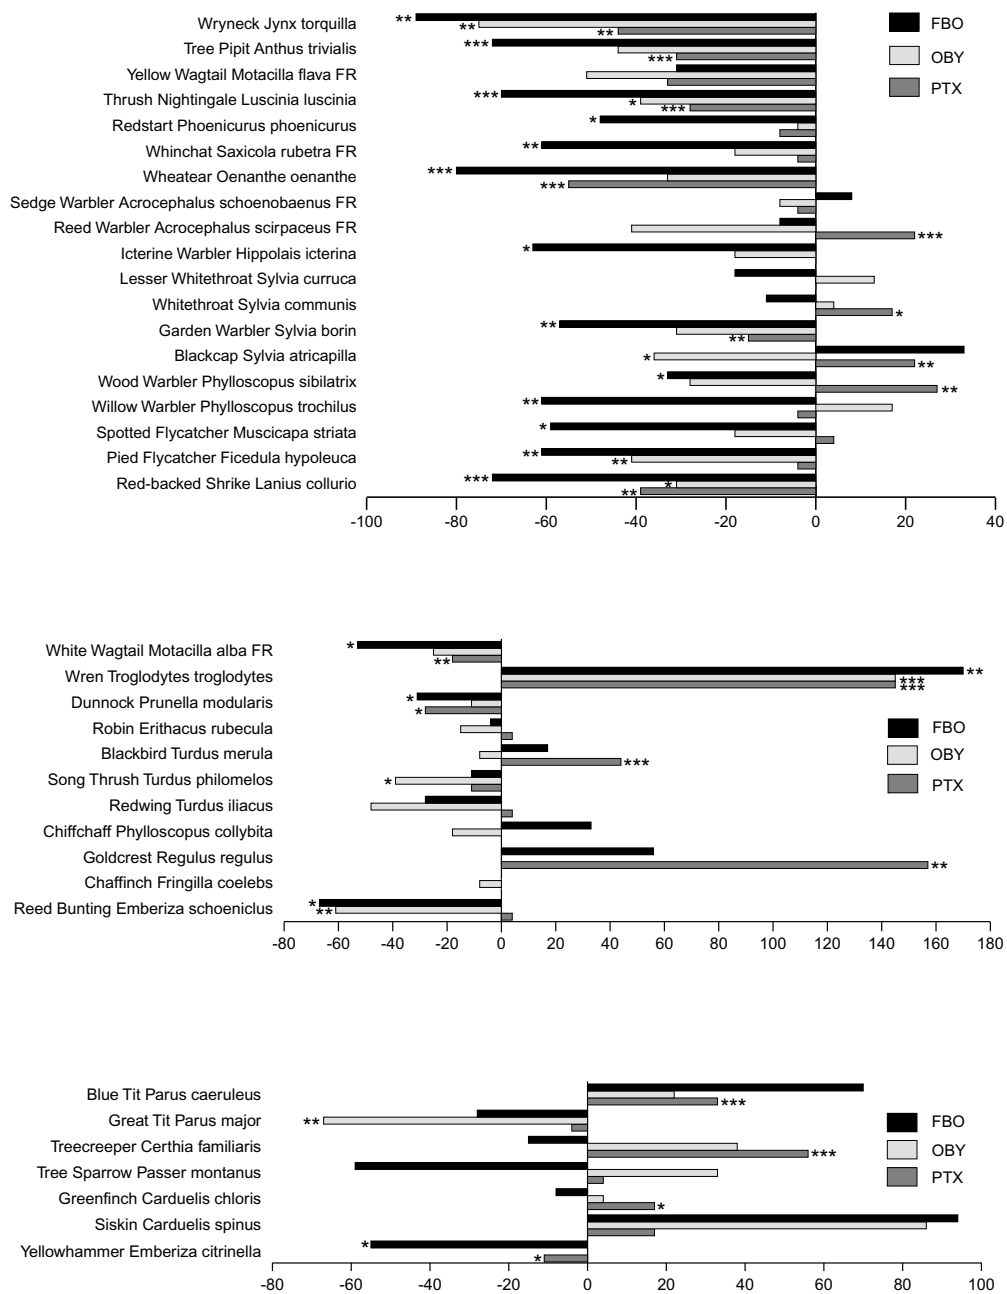 Wryneck Jynx torquilla ** ** **
Tree Pipit Anthus trivialis *** ***
Yellow Wagtail Motacilla flava FR
Thrush Nightingale Luscinia luscinia *** * ***
Redstart Phoenicurus phoenicurus *
Whinchat Saxicola rubetra FR **
Wheatear Oenanthe oenanthe *** ***
Sedge Warbler Acrocephalus schoenobaenus FR
Reed Warbler Acrocephalus scirpaceus FR ***
Icterine Warbler Hippolais icterina *
Lesser Whitethroat Sylvia curruca
Whitethroat Sylvia communis *
Garden Warbler Sylvia borin ** **
Blackcap Sylvia atricapilla * **
Wood Warbler Phylloscopus sibilatrix * **
Willow Warbler Phylloscopus trochilus **
Spotted Flycatcher Muscicapa striata *
Pied Flycatcher Ficedula hypoleuca ** **
Red-backed Shrike Lanius collurio *** * **
FBO
OBY
PTX
-100 -80 -60 -40 -20 0 20 40
White Wagtail Motacilla alba FR * **
Wren Troglodytes troglodytes ** *** ***
Dunnock Prunella modularis * *
Robin Erithacus rubecula
Blackbird Turdus merula ***
Song Thrush Turdus philomelos *
Redwing Turdus iliacus
Chiffchaff Phylloscopus collybita
Goldcrest Regulus regulus **
Chaffinch Fringilla coelebs
Reed Bunting Emberiza schoeniclus * **
FBO
OBY
PTX
-80 -60 -40 -20 0 20 40 60 80 100 120 140 160 180
Blue Tit Parus caeruleus ***
Great Tit Parus major **
Treecreeper Certhia familiaris ***
Tree Sparrow Passer montanus
Greenfinch Carduelis chloris *
Siskin Carduelis spinus
Yellowhammer Emberiza citrinella * *
FBO
OBY
PTX
-80 -60 -40 -20 0 20 40 60 80 100